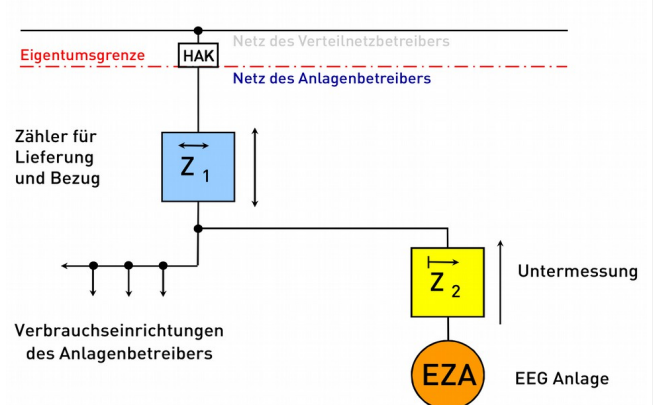 Netz des Verteilnetzbetreibers
Eigentumsgrenze
HAK
Netz des Anlagenbetreibers
Zähler für
Lieferung
und Bezug
Z 1
Z 2
Untermessung
Verbrauchseinrichtungen
des Anlagenbetreibers
EZA
EEG Anlage